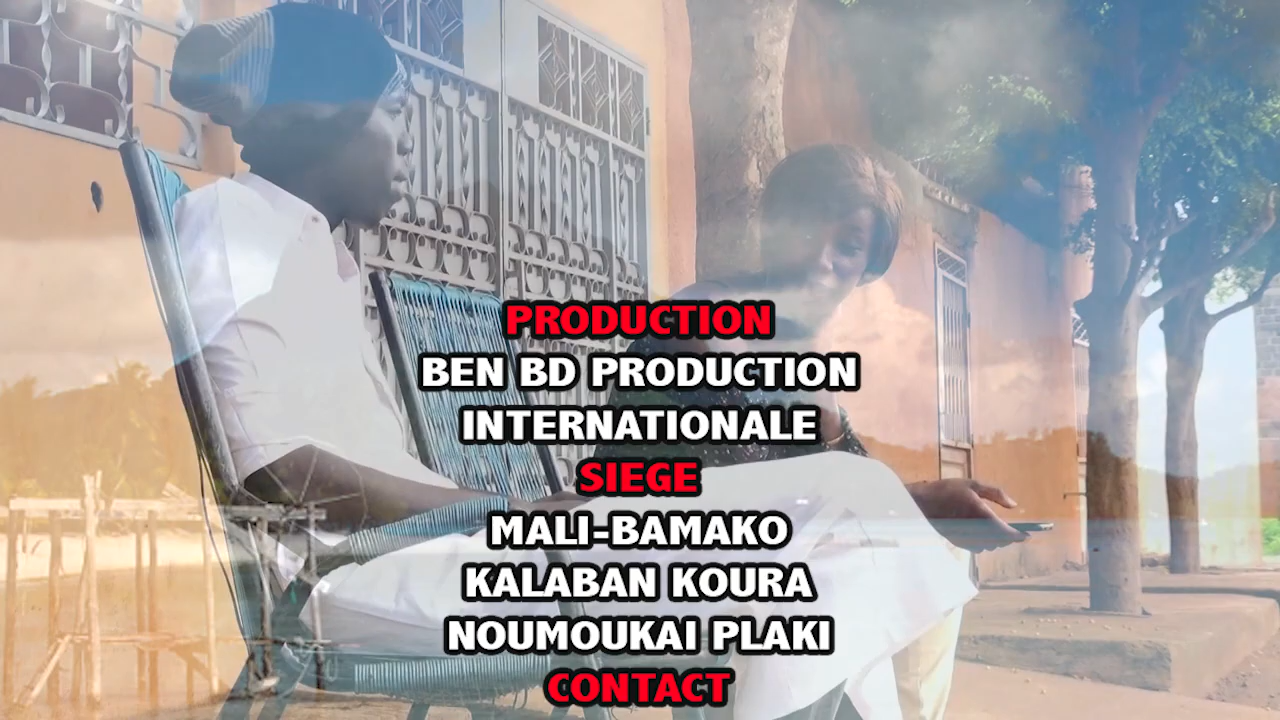 PRODUCTION
BEN BD PRODUCTION
INTERNATIONALE
SIEGE
MALI-BAMAKO
KALABAN KOURA
NOUMOUKAI PLAKI
CONTACT